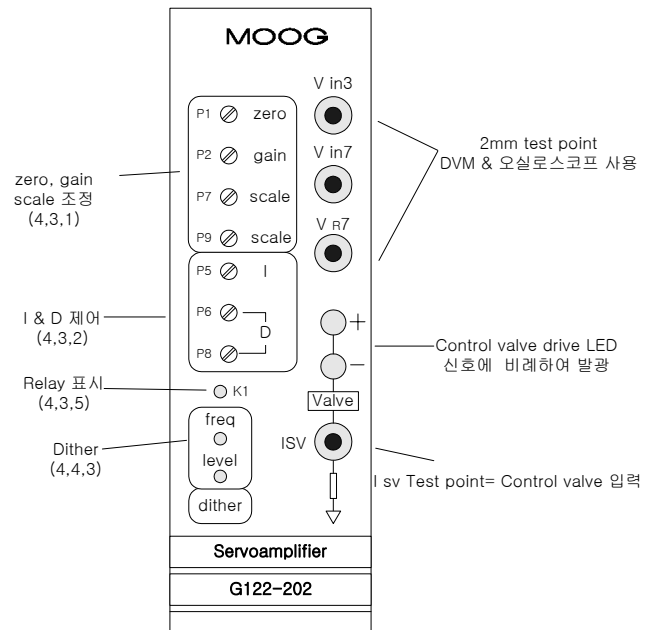 MOOG
V in3
P1 zero
P2 gain
V in7
P7 scale
P9 scale
V R7
P5 I
P6
D
P8
+
−
K1
Valve
freq
level
ISV
dither
Servoamplifier
G122-202
zero, gain
scale 조정
(4,3,1)
I & D 제어
(4,3,2)
Relay 표시
(4,3,5)
Dither
(4,4,3)
2mm test point
DVM & 오실로스코프 사용
Control valve drive LED
신호에 비례하여 발광
I sv Test point= Control valve 입력